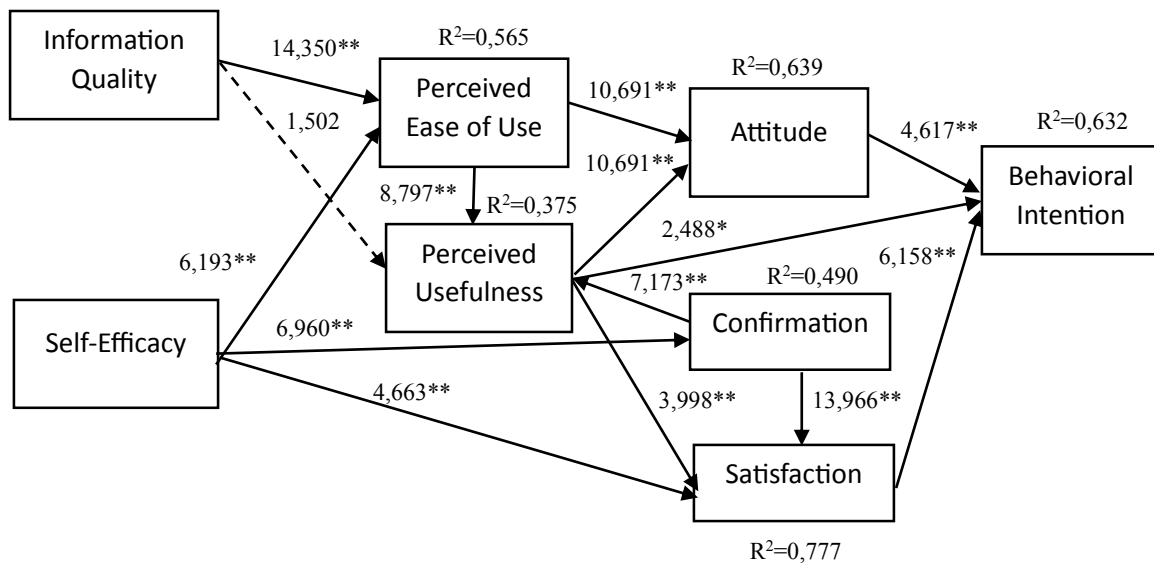 Information
Quality
14,350**
R²=0,565
Perceived
Ease of Use
10,691**
R²=0,639
Attitude
4,617**
R²=0,632
Behavioral
Intention
1,502
8,797**
R²=0,375
10,691**
Perceived
Usefulness
2,488*
6,193**
7,173**
R²=0,490
6,158**
Self-Efficacy
6,960**
Confirmation
4,663**
3,998**
13,966**
Satisfaction
R²=0,777